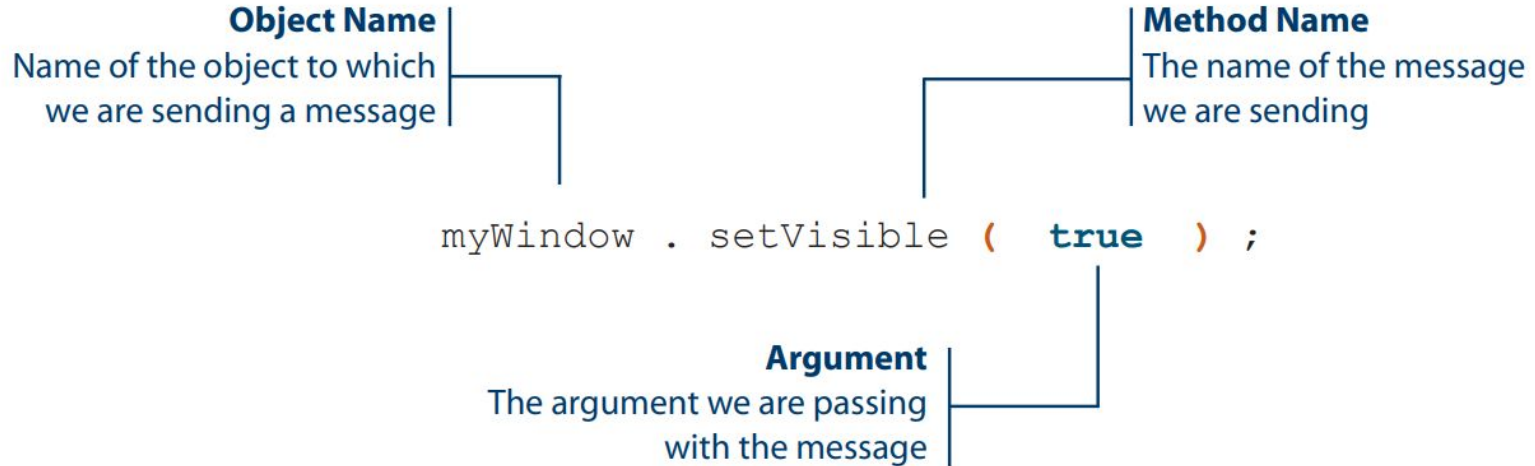 Object Name
Name of the object to which
we are sending a message
Method Name
The name of the message
we are sending
myWindow . setVisible ( true ) ;
Argument
The argument we are passing
with the message